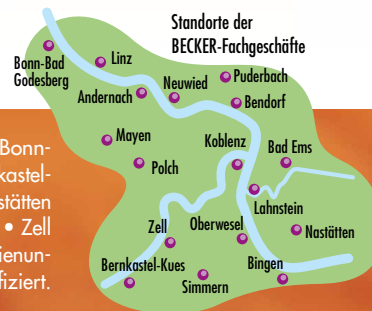 Standorte der
BECKER-Fachgeschäfte
Bonn-Bad
Godesberg
Linz
Puderbach
Neuwied
Andernach
Bendorf
Mayen
Koblenz
Bad Ems
Polch
Lahnstein
Zell
Oberwesel
Nastätten
Bernkastel-Kues
Bingen
Simmern
Bonn-
kastel-
stätten
• Zell
ienun-
fiziert.